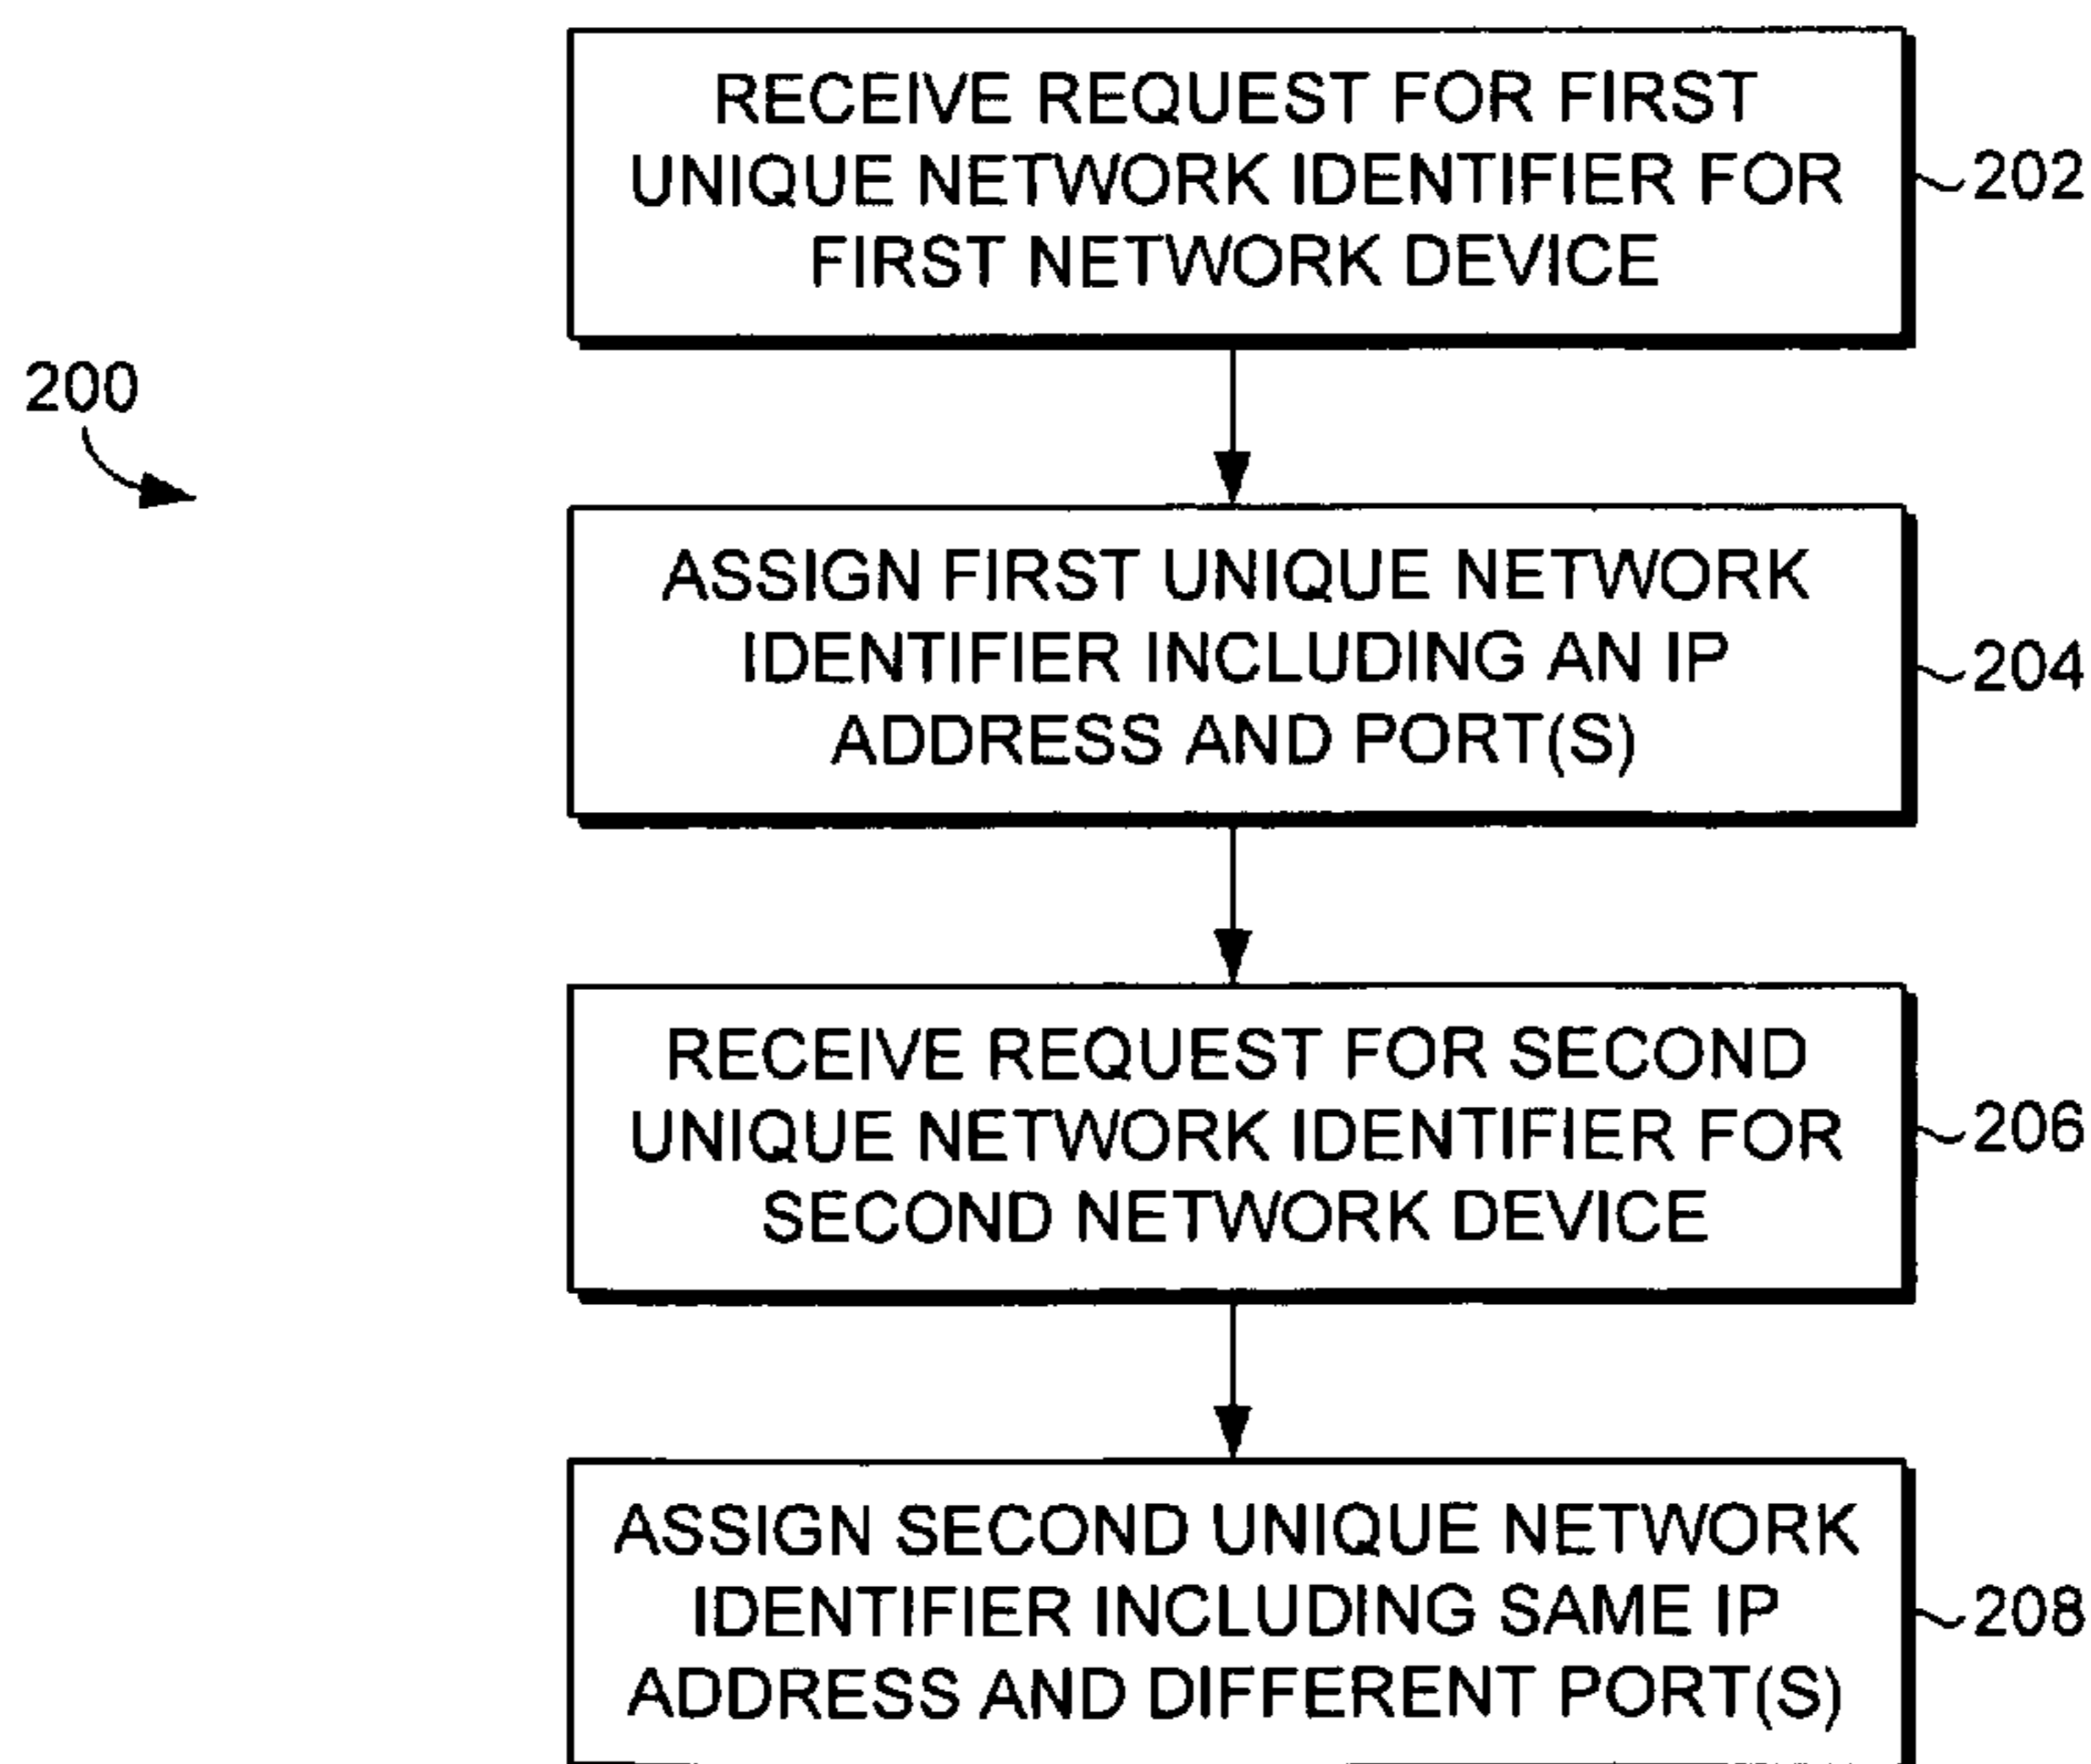 RECEIVE REQUEST FOR FIRST
UNIQUE NETWORK IDENTIFIER FOR
FIRST NETWORK DEVICE
202
200
ASSIGN FIRST UNIQUE NETWORK
IDENTIFIER INCLUDING AN IP
ADDRESS AND PORT(S)
204
RECEIVE REQUEST FOR SECOND
UNIQUE NETWORK IDENTIFIER FOR
SECOND NETWORK DEVICE
206
ASSIGN SECOND UNIQUE NETWORK
IDENTIFIER INCLUDING SAME IP
ADDRESS AND DIFFERENT PORT(S)
208